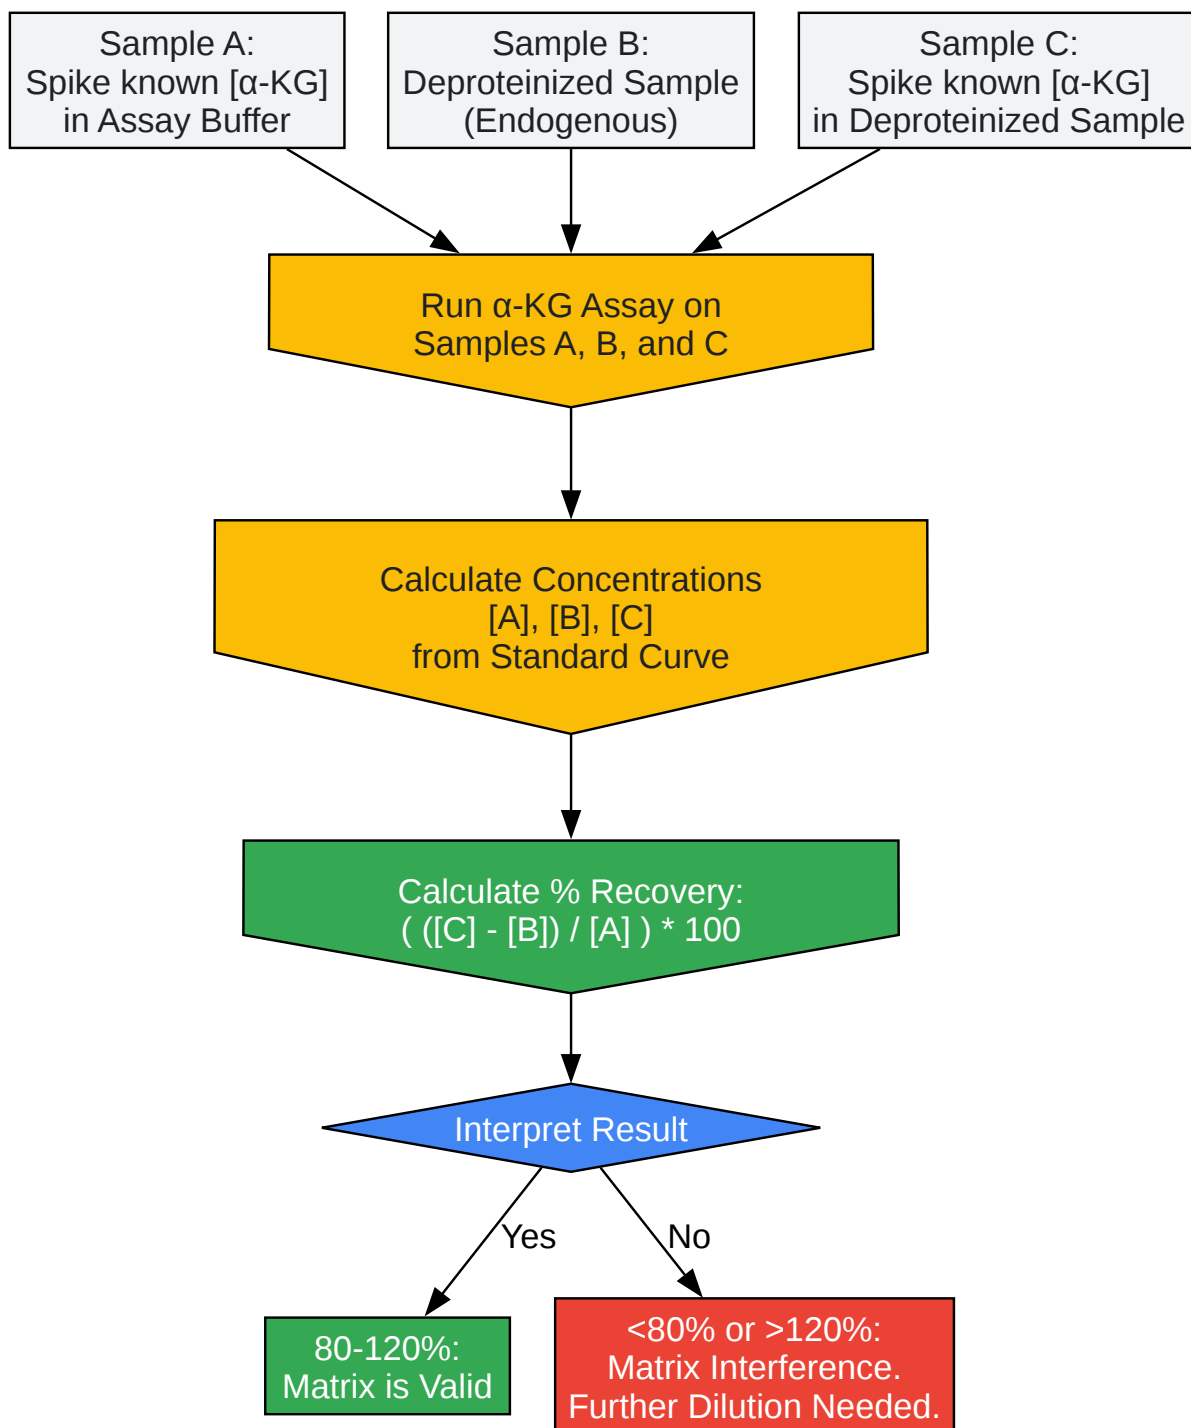 Sample A:
Spike known [α-KG]
in Assay Buffer
Sample B:
Deproteinized Sample
(Endogenous)
Sample C:
Spike known [α-KG]
in Deproteinized Sample
Run α-KG Assay on
Samples A, B, and C
Calculate Concentrations
[A], [B], [C]
from Standard Curve
Calculate % Recovery:
( ([C] - [B]) / [A] ) * 100
Interpret Result
Yes
No
80-120%:
Matrix is Valid
<80% or >120%:
Matrix Interference.
Further Dilution Needed.